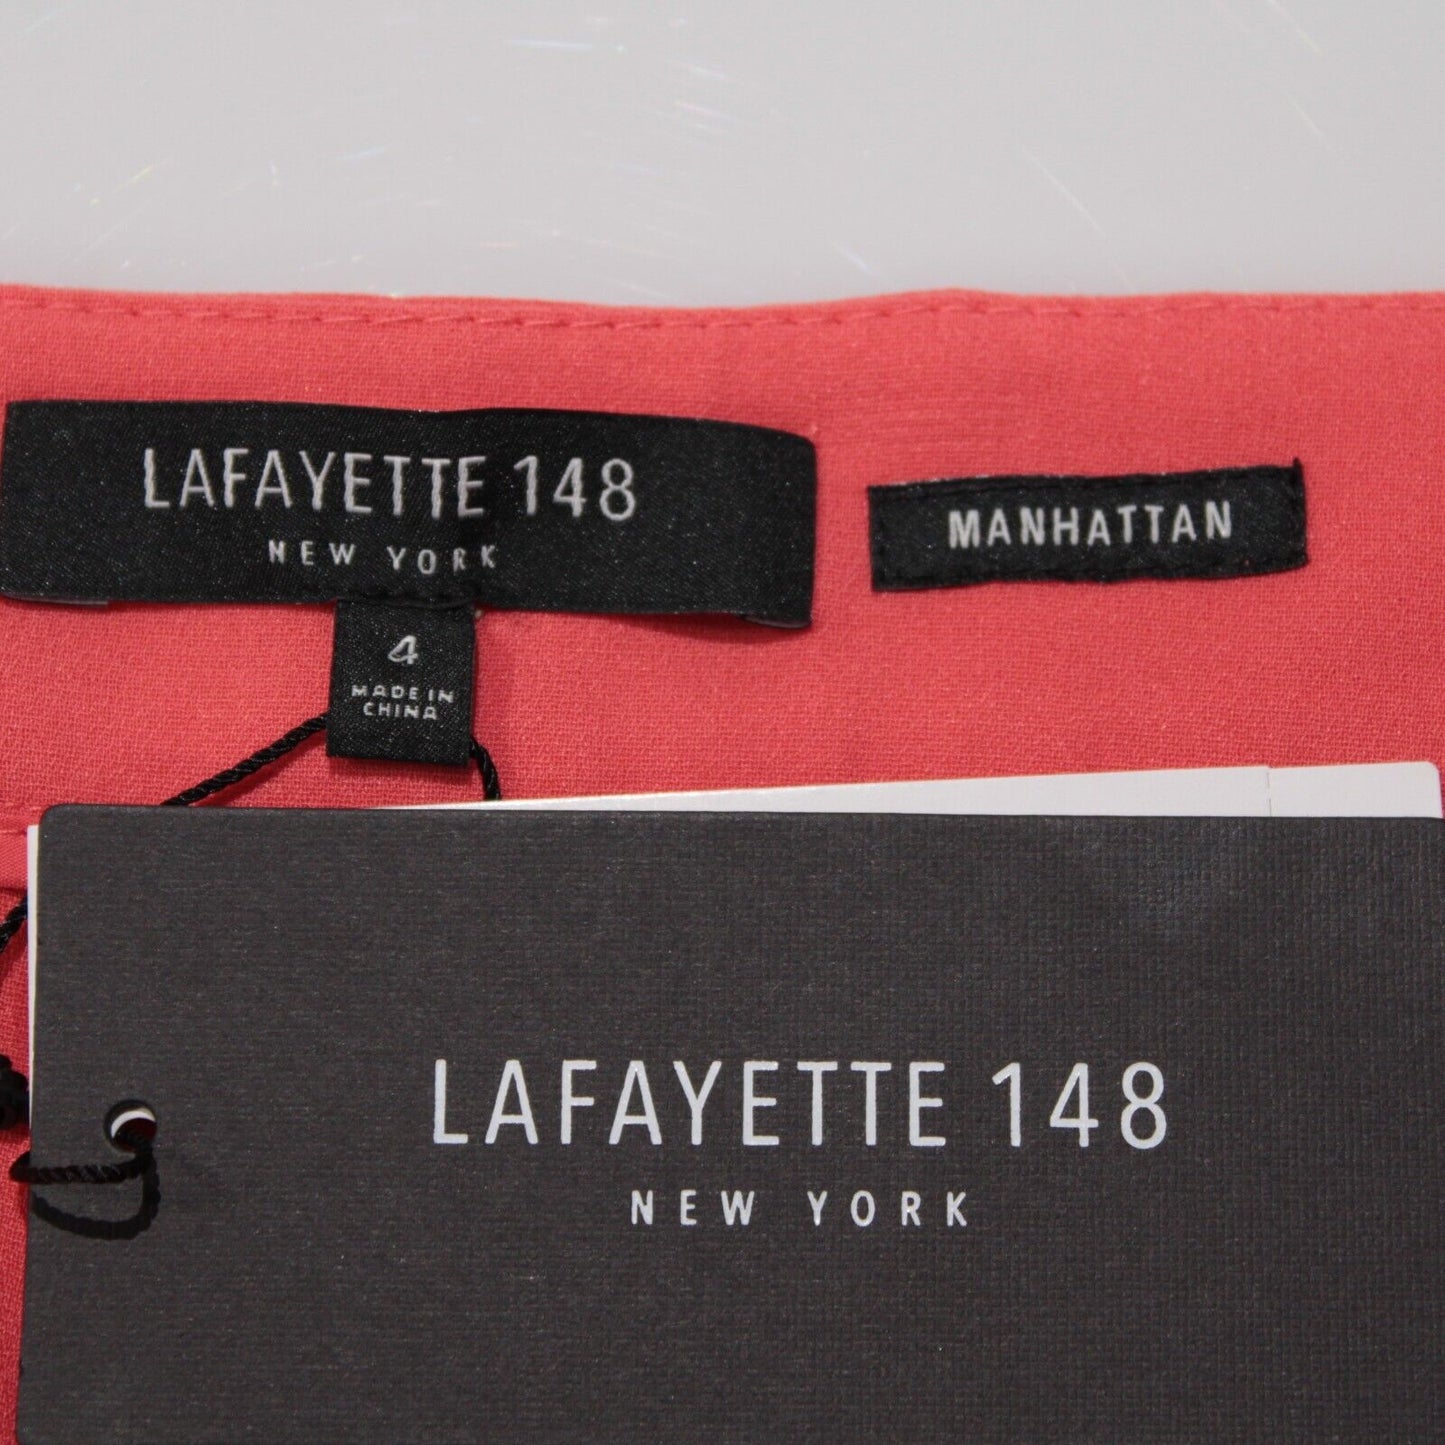 LAFAYETTE 148
NEW YORK
MANHATTAN
4
MADE IN
CHINA
LAFAYETTE 148
NEW YORK